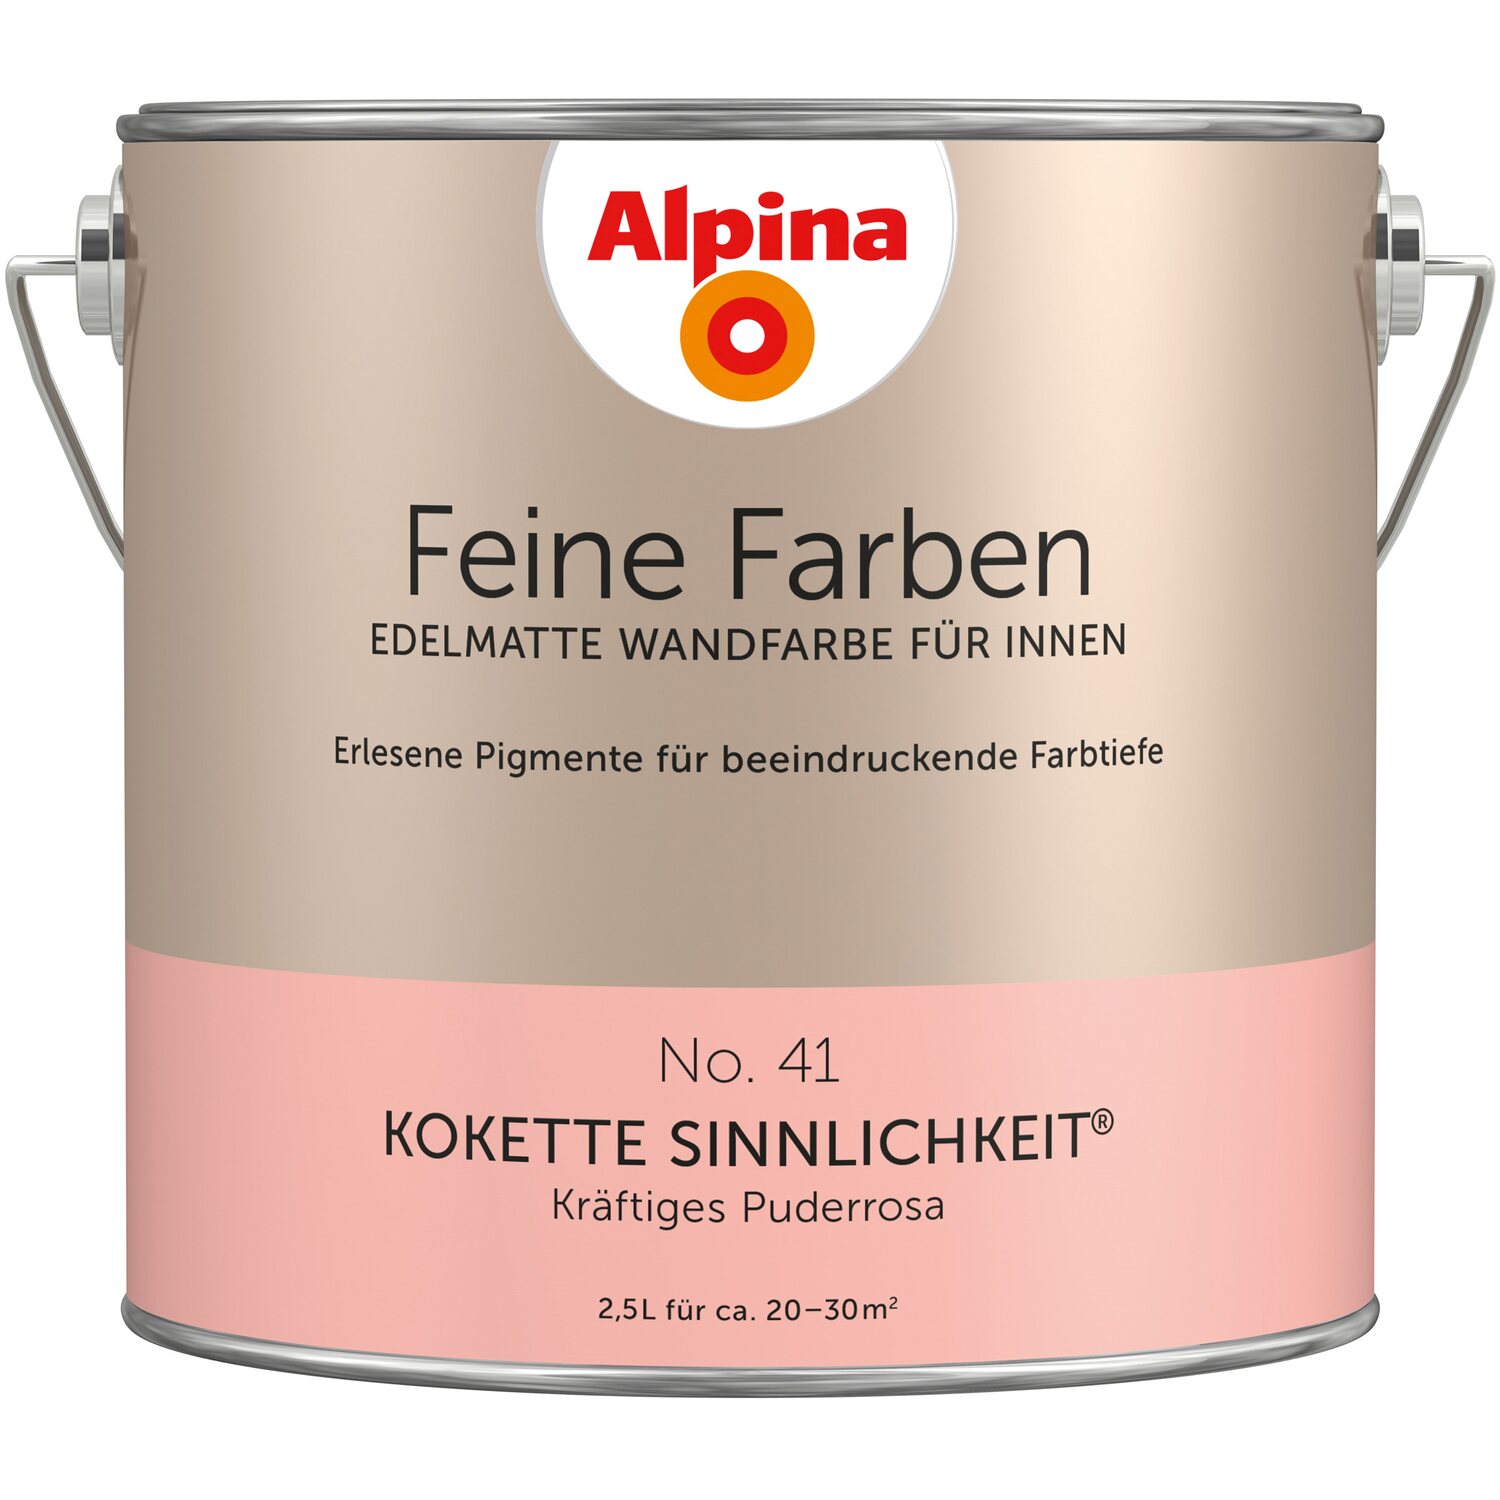 Alpina
Feine Farben
EDELMATTE WANDFARBE FÜR INNEN
Erlesene Pigmente für beeindruckende Farbtiefe
No. 41
KOKETTE SINNLICHKEIT®
Kräftiges Puderrosa
2,5L für ca. 20–30m²